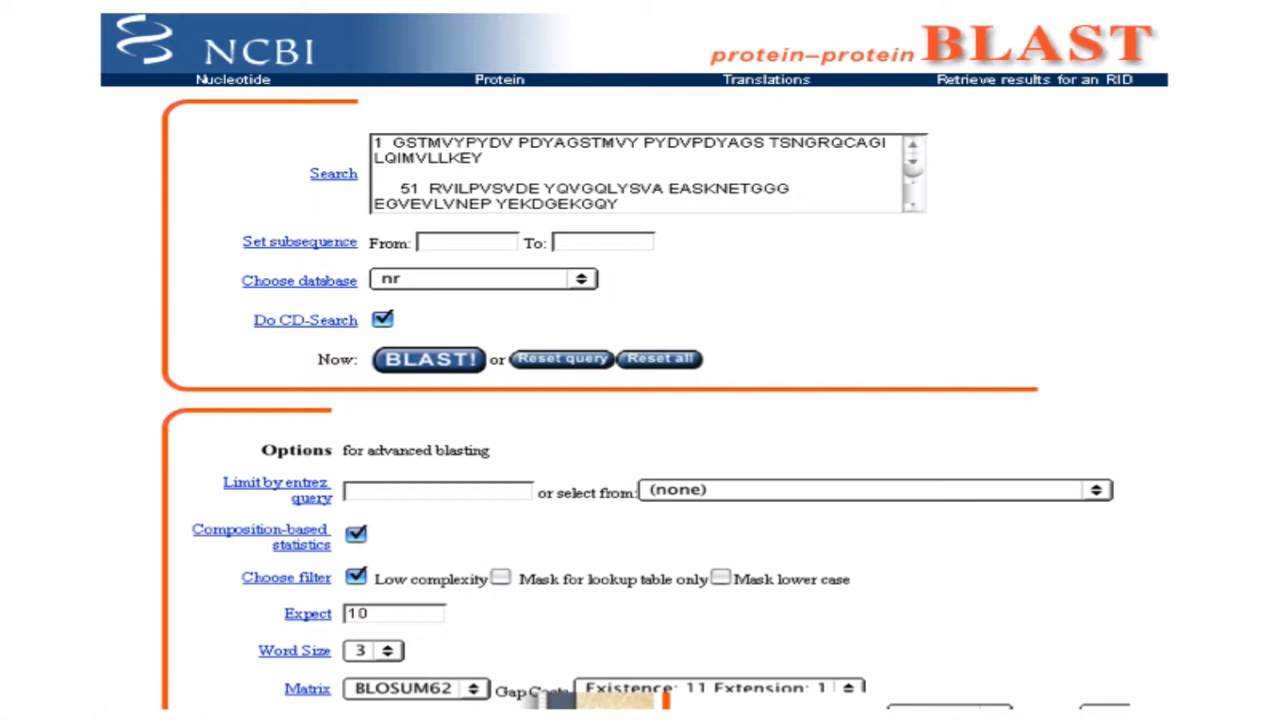 NCBI
protein–protein BLAST
Nucleotide Protein Translations Retrieve results for an RID
Search
1 GSTMVYPYDV PDYAGSTMVY PYDVPDYAGS TSNGRQCAGI
LQIMVLLKEY
51 RVILPVSVDE YQVGQLYSVA EASKNETGGG
EGVEVLVNEP YEKDGEKGQY
Set subsequence From: To:
Choose database nr
Do CD-Search
Now: BLAST! or Reset query Reset all
Options for advanced blasting
Limit by entrez
query or select from: (none)
Composition-based
statistics
Choose filter Low complexity Mask for lookup table only Mask lower case
Expect 10
Word Size 3
Matrix BLOSUM62 Gap Costs Existence: 11 Extension: 1